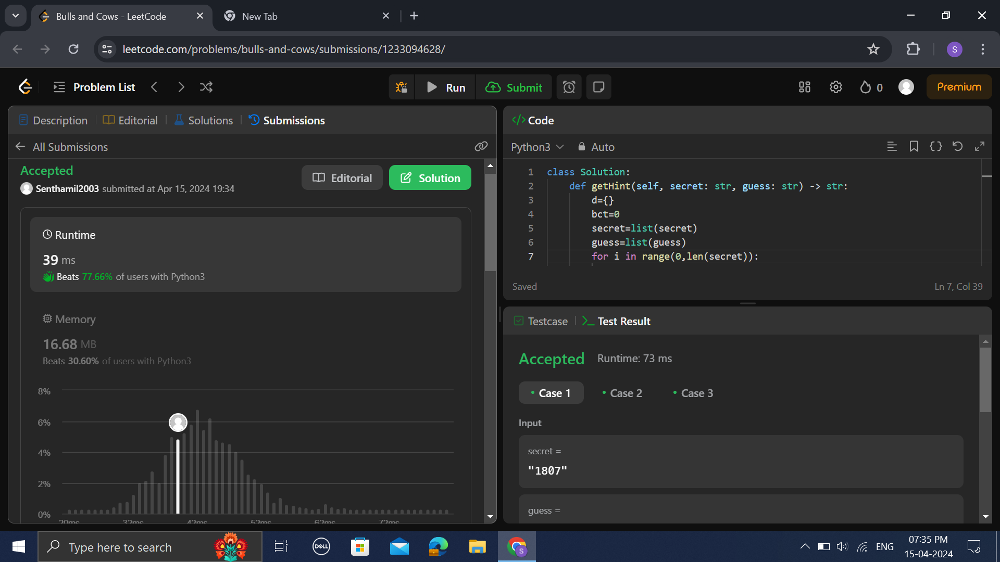 Bulls and Cows - LeetCode
New Tab
leetcode.com/problems/bulls-and-cows/submissions/1233094628/
S
Problem List
Run
Submit
0
Premium
Description
Editorial
Solutions
Submissions
All Submissions
Accepted
Senthamil2003 submitted at Apr 15, 2024 19:34
Editorial
Solution
Runtime
39 ms
Beats 77.66% of users with Python3
Memory
16.68 MB
Beats 30.60% of users with Python3
8%
6%
4%
2%
0%
20ms 32ms 42ms 52ms 62ms 72ms
</> Code
Python3
Auto
1 class Solution:
2 def getHint(self, secret: str, guess: str) -> str:
3 d={}
4 bct=0
5 secret=list(secret)
6 guess=list(guess)
7 for i in range(0,len(secret)):
Saved
Ln 7, Col 39
Testcase
Test Result
Accepted Runtime: 73 ms
Case 1
Case 2
Case 3
Input
secret =
"1807"
guess =
Type here to search
DELL
S
ENG
07:35 PM
15-04-2024